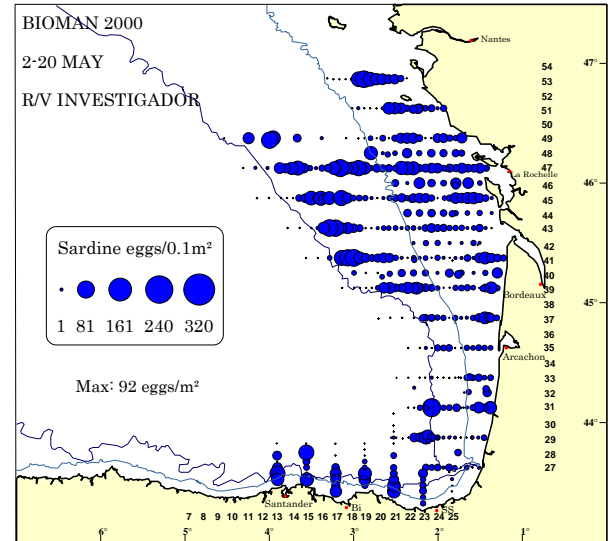 BIOMAN 2000
2-20 MAY
R/V INVESTIGADOR
Nantes
47°
54
53
52
51
50
49
48
47
La Rochelle
46
46°
45
44
43
42
41
40
39
Bordeaux
45°
38
37
36
35
Arcachon
34
33
32
31
30
44°
29
28
27
Sardine eggs/0.1m²
1 81 161 240 320
Max: 92 eggs/m²
Santander
Bi
SS
7 8 9 10 11 12 13 14 15 16 17 18 19 20 21 22 23 24 25
6° 5° 4° 3° 2° 1°